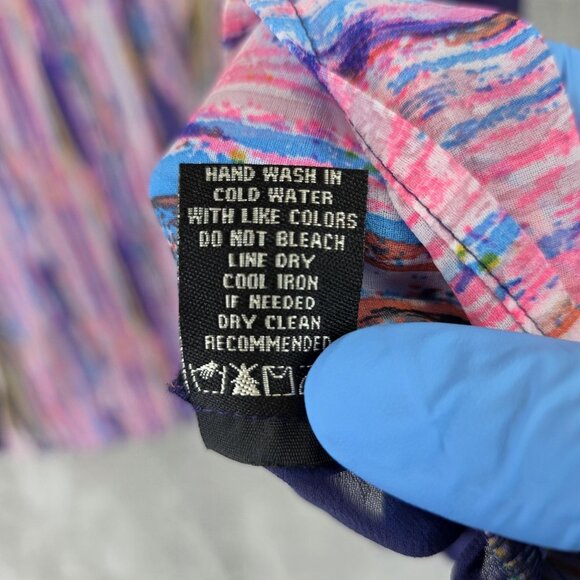 HAND WASH IN
COLD WATER
WITH LIKE COLORS
DO NOT BLEACH
LINE DRY
COOL IRON
IF NEEDED
DRY CLEAN
RECOMMENDED